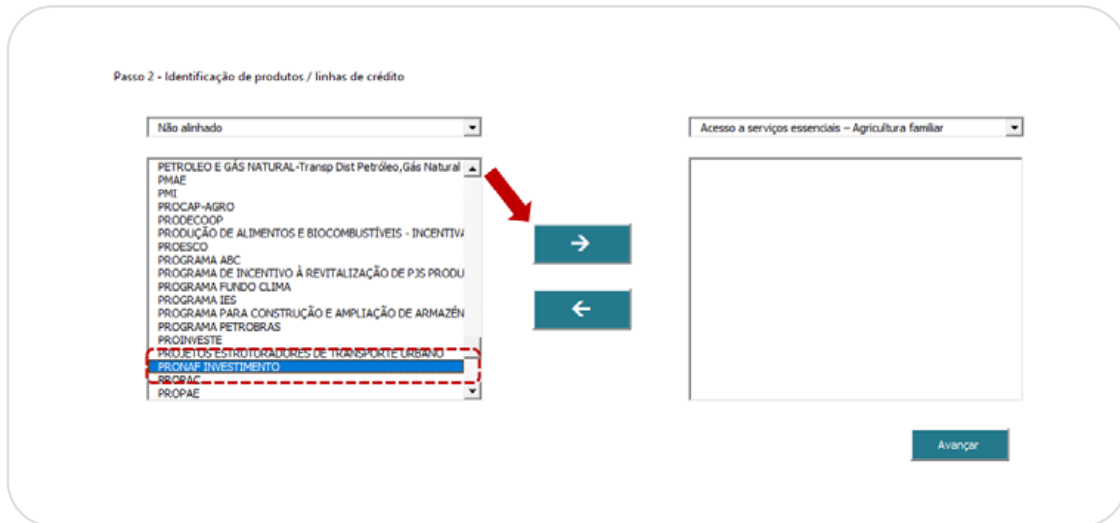 Passo 2 - Identificação de produtos / linhas de crédito
Não alinhado
Acesso a serviços essenciais – Agricultura familiar
PETROLEO E GÁS NATURAL-Transp Dist Petróleo,Gás Natural
PMAE
PMI
PROCAP-AGRO
PRODECOOP
PRODUÇÃO DE ALIMENTOS E BIOCOMBUSTÍVEIS - INCENTIVA
PROESCO
PROGRAMA ABC
PROGRAMA DE INCENTIVO À REVITALIZAÇÃO DE PJS PRODU
PROGRAMA FUNDO CLIMA
PROGRAMA IES
PROGRAMA PARA CONSTRUÇÃO E AMPLIAÇÃO DE ARMAZÉN
PROGRAMA PETROBRAS
PROINVESTE
PROJETOS ESTRUTURADORES DE TRANSPORTE URBANO
PRONAF INVESTIMENTO
PROPAC
PROPAE
→
←
Avançar